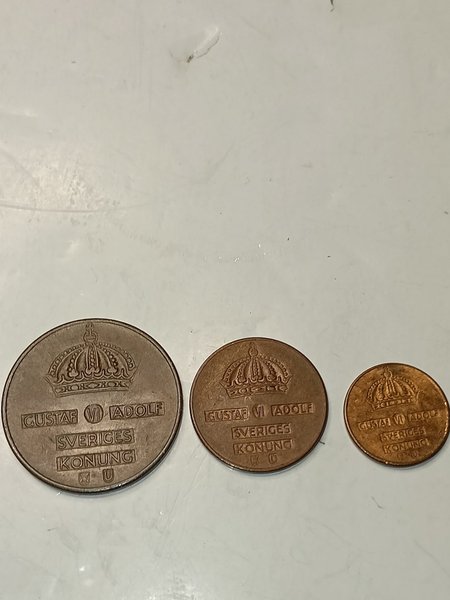 GUSTAF VI ADOLF
SVERIGES
KONUNG
U
GUSTAF VI ADOLF
SVERIGES
KONUNG
U
GUSTAF VI ADOLF
SVERIGES
KONUNG
U